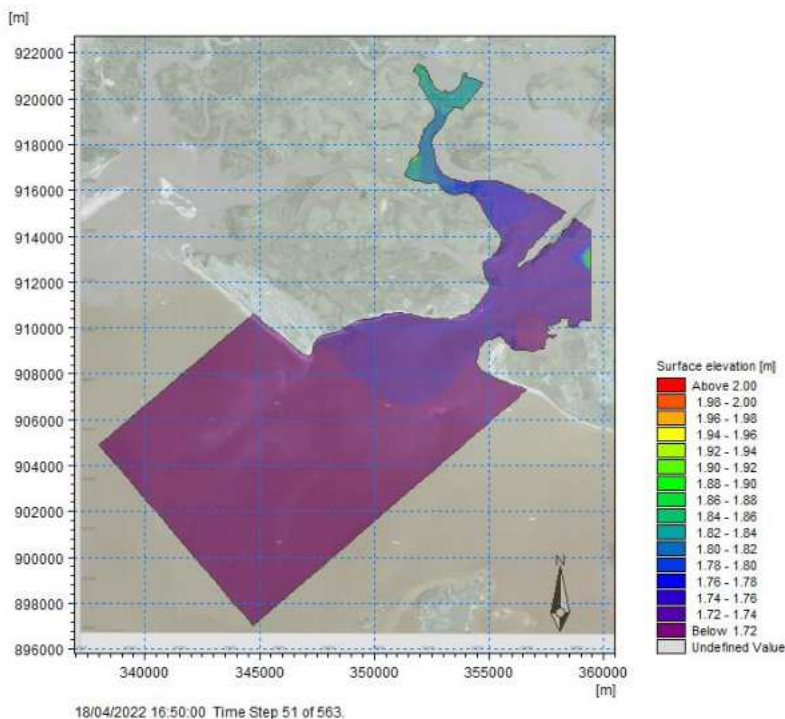 [m]
922000
920000
918000
916000
914000
912000
910000
908000
906000
904000
902000
900000
898000
896000
340000 345000 350000 355000 360000
[m]
N
Surface elevation [m]
Above 2.00
1.98 - 2.00
1.96 - 1.98
1.94 - 1.96
1.92 - 1.94
1.90 - 1.92
1.88 - 1.90
1.86 - 1.88
1.84 - 1.86
1.82 - 1.84
1.80 - 1.82
1.78 - 1.80
1.76 - 1.78
1.74 - 1.76
1.72 - 1.74
Below 1.72
Undefined Value
18/04/2022 16:50:00 Time Step 51 of 563.